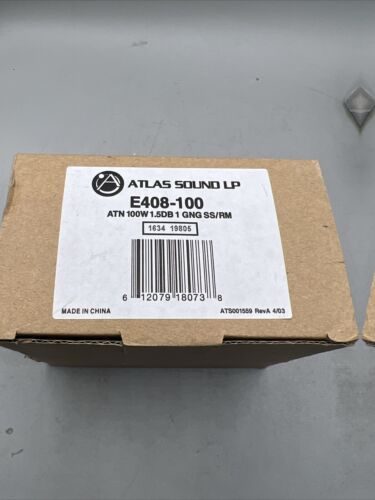 ATLAS SOUND LP
E408-100
ATN 100W 1.5DB 1 GNG SS/RM
1634 19805
6 12079 18073 8
MADE IN CHINA
ATS001559 RevA 4/03